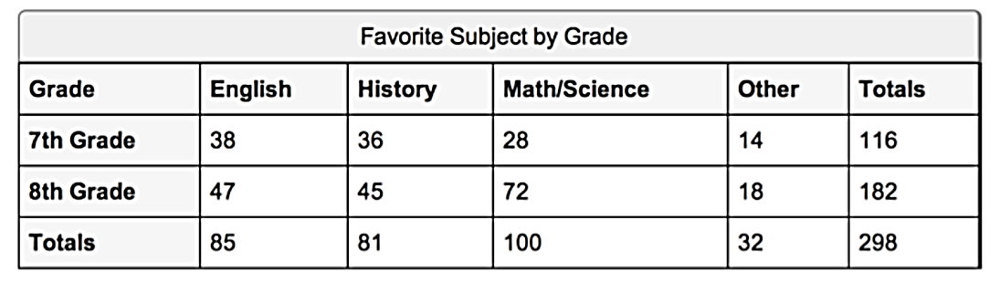 Favorite Subject by Grade
Grade English History Math/Science Other Totals
7th Grade 38 36 28 14 116
8th Grade 47 45 72 18 182
Totals 85 81 100 32 298